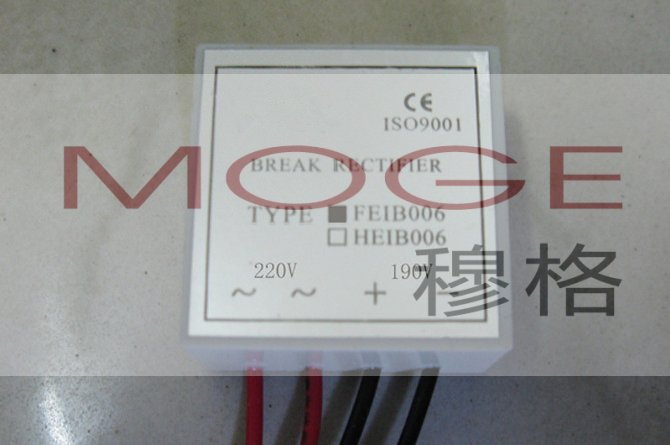 CE
ISO9001
MOGE
BREAK RECTIFIER
TYPE ■ FEIB006
□ HEIB006
穆格
220V 190V
~ ~ + −